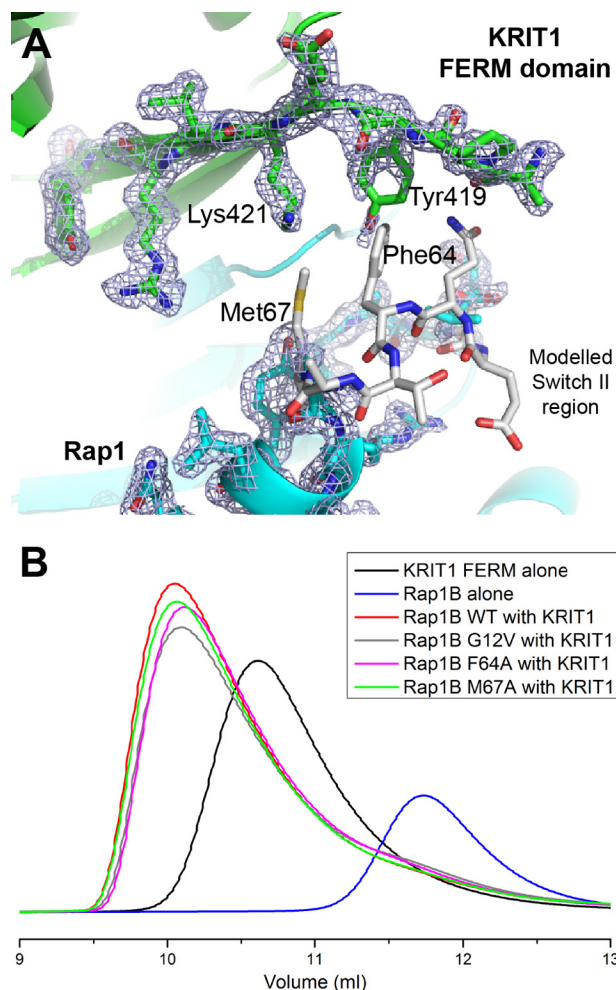 A
KRIT1
FERM domain
Lys421
Tyr419
Phe64
Met67
Modelled
Switch II
region
Rap1
B
KRIT1 FERM alone
Rap1B alone
Rap1B WT with KRIT1
Rap1B G12V with KRIT1
Rap1B F64A with KRIT1
Rap1B M67A with KRIT1
9 10 11 12 13
Volume (ml)